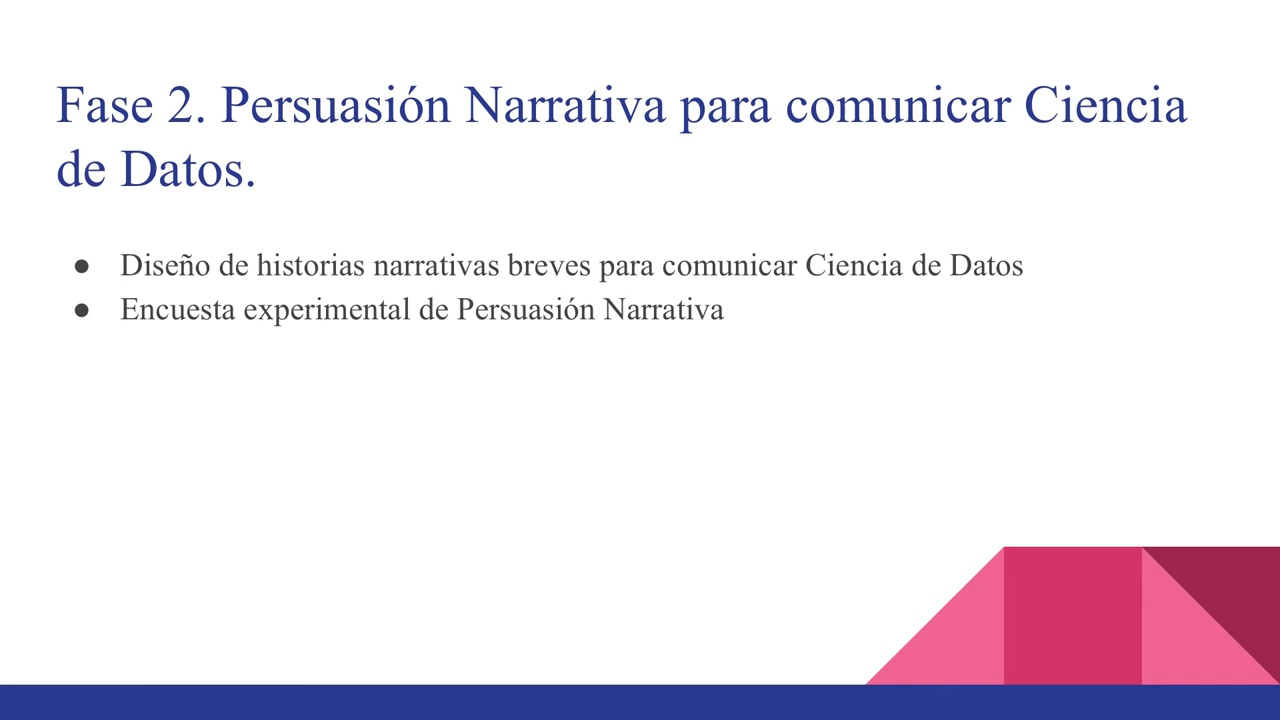 Fase 2. Persuasión Narrativa para comunicar Ciencia
de Datos.
● Diseño de historias narrativas breves para comunicar Ciencia de Datos
● Encuesta experimental de Persuasión Narrativa